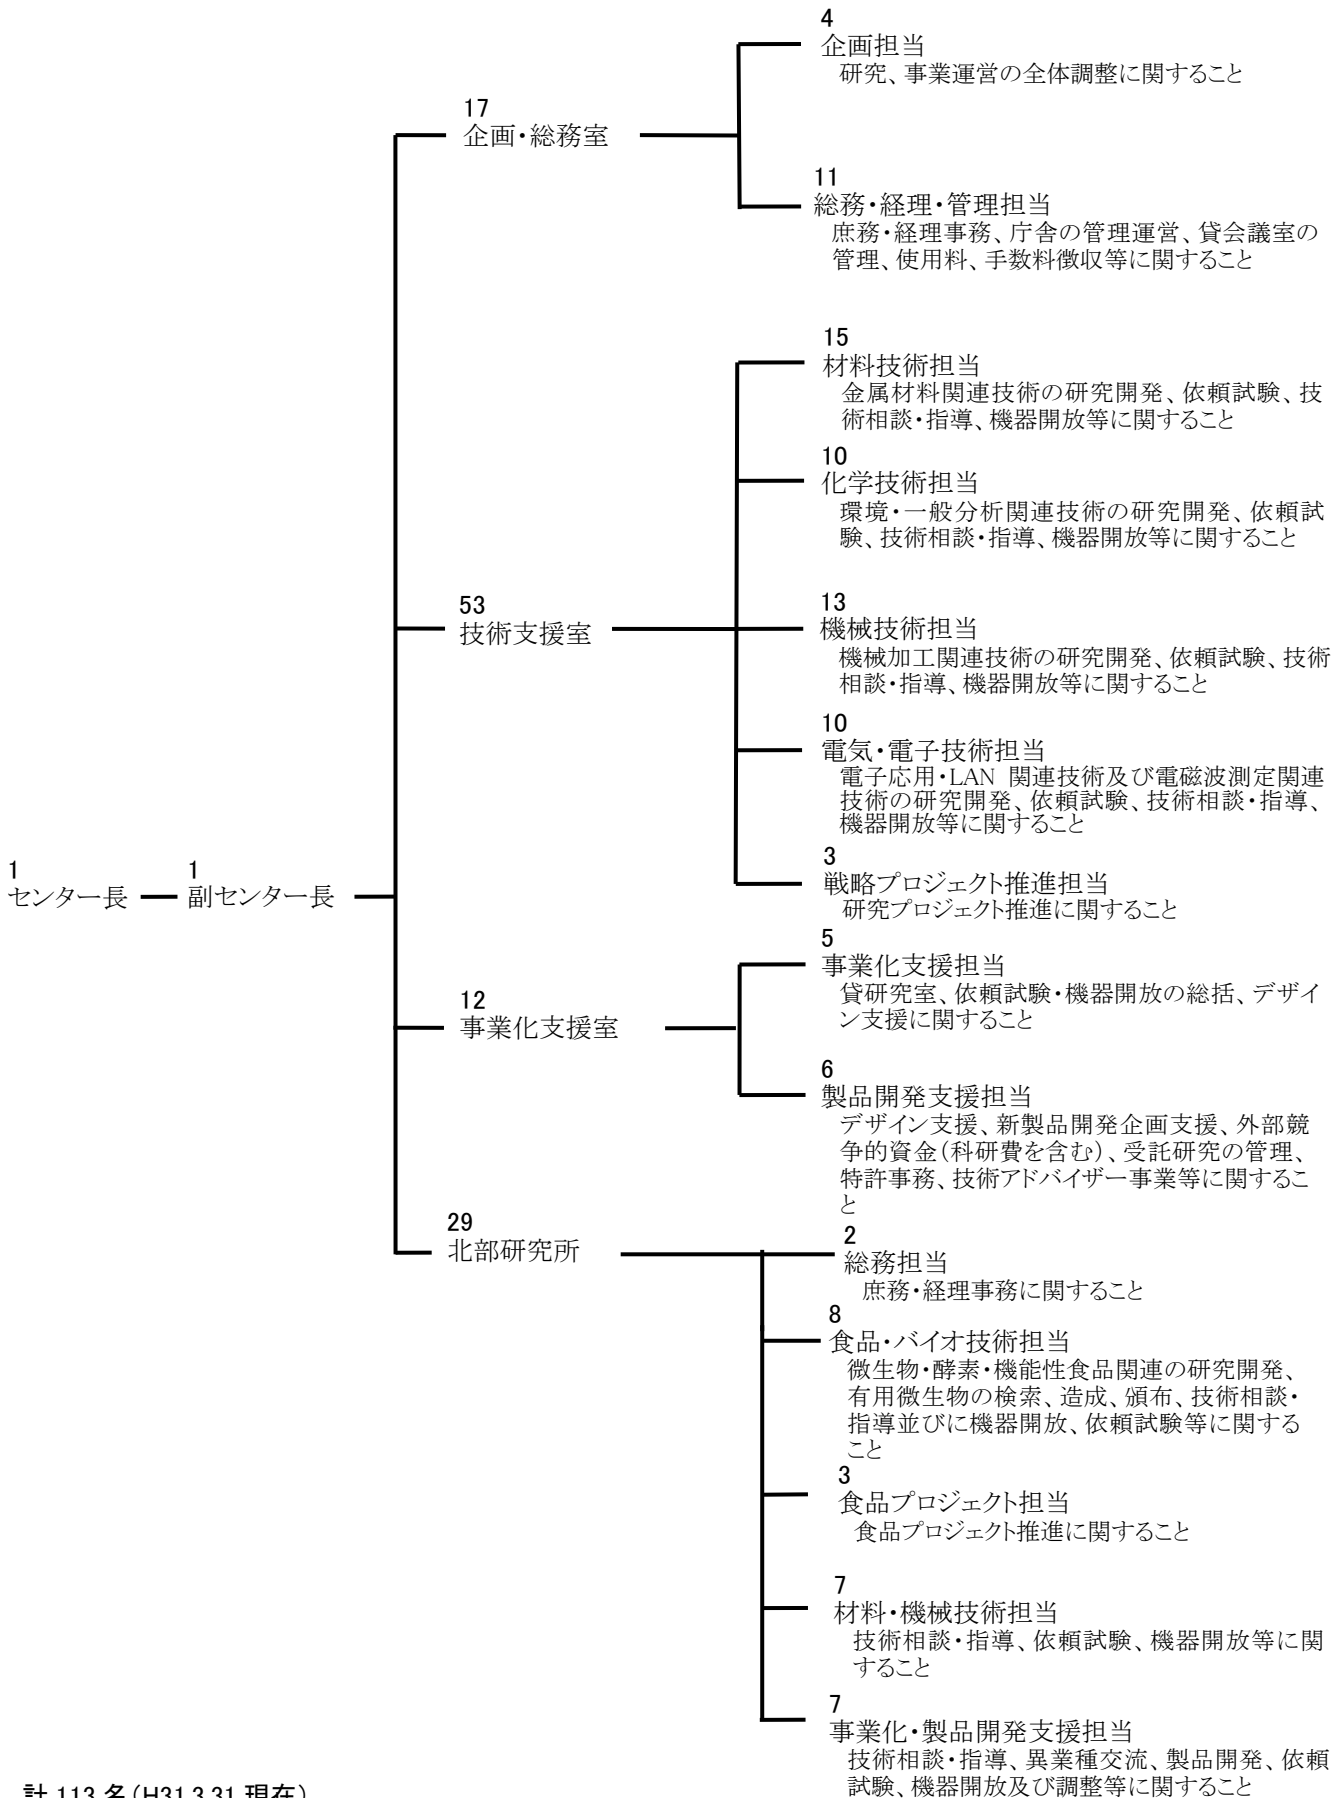 4
企画担当
研究、事業運営の全体調整に関すること
17
企画・総務室
11
総務・経理・管理担当
庶務・経理事務、庁舎の管理運営、貸会議室の
管理、使用料、手数料徴収等に関すること
15
材料技術担当
金属材料関連技術の研究開発、依頼試験、技
術相談・指導、機器開放等に関すること
10
化学技術担当
環境・一般分析関連技術の研究開発、依頼試
験、技術相談・指導、機器開放等に関すること
53
技術支援室
13
機械技術担当
機械加工関連技術の研究開発、依頼試験、技術
相談・指導、機器開放等に関すること
10
電気・電子技術担当
電子応用・LAN 関連技術及び電磁波測定関連
技術の研究開発、依頼試験、技術相談・指導、
機器開放等に関すること
3
戦略プロジェクト推進担当
研究プロジェクト推進に関すること
1
センター長
1
副センター長
5
事業化支援担当
貸研究室、依頼試験・機器開放の総括、デザイ
ン支援に関すること
12
事業化支援室
6
製品開発支援担当
デザイン支援、新製品開発企画支援、外部競
争的資金(科研費を含む)、受託研究の管理、
特許事務、技術アドバイザー事業等に関するこ
と
29
北部研究所
2
総務担当
庶務・経理事務に関すること
8
食品・バイオ技術担当
微生物・酵素・機能性食品関連の研究開発、
有用微生物の検索、造成、頒布、技術相談・
指導並びに機器開放、依頼試験等に関する
こと
3
食品プロジェクト担当
食品プロジェクト推進に関すること
7
材料・機械技術担当
技術相談・指導、依頼試験、機器開放等に関
すること
7
事業化・製品開発支援担当
技術相談・指導、異業種交流、製品開発、依頼
試験、機器開放及び調整等に関すること
計 113 名(H31.3.31 現在)